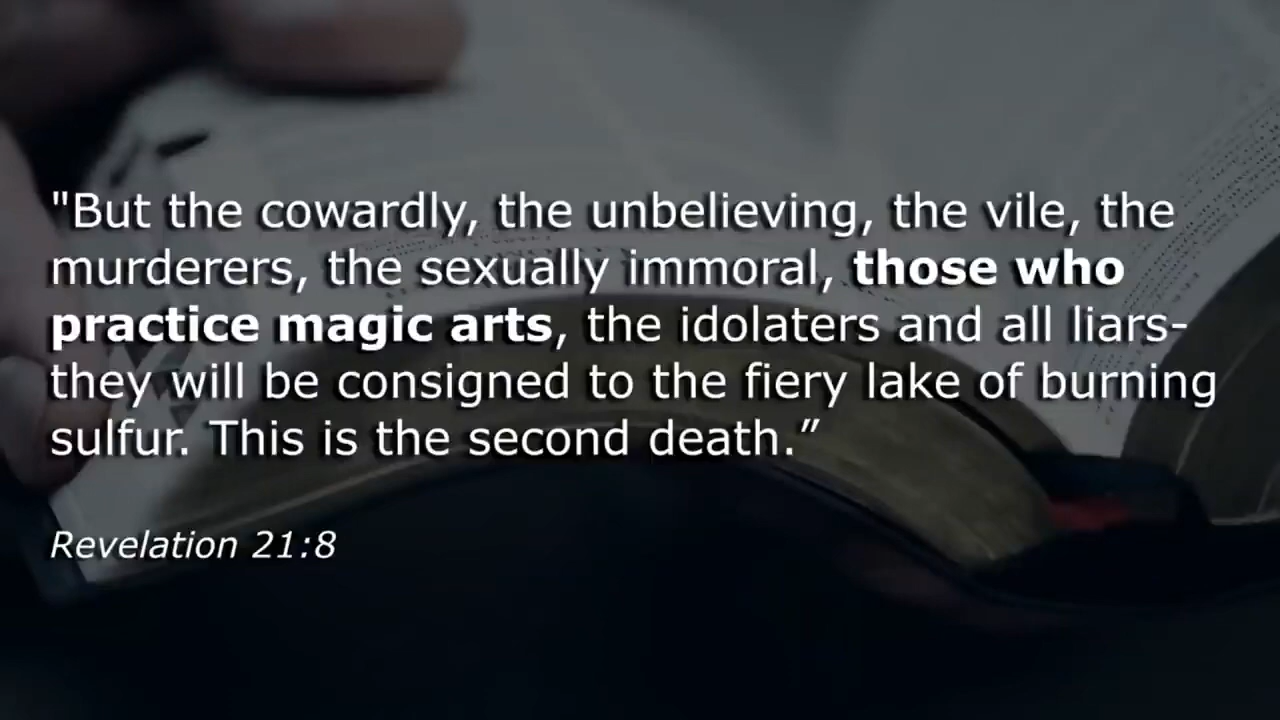 "But the cowardly, the unbelieving, the vile, the
murderers, the sexually immoral, those who
practice magic arts, the idolaters and all liars-
they will be consigned to the fiery lake of burning
sulfur. This is the second death.”
Revelation 21:8